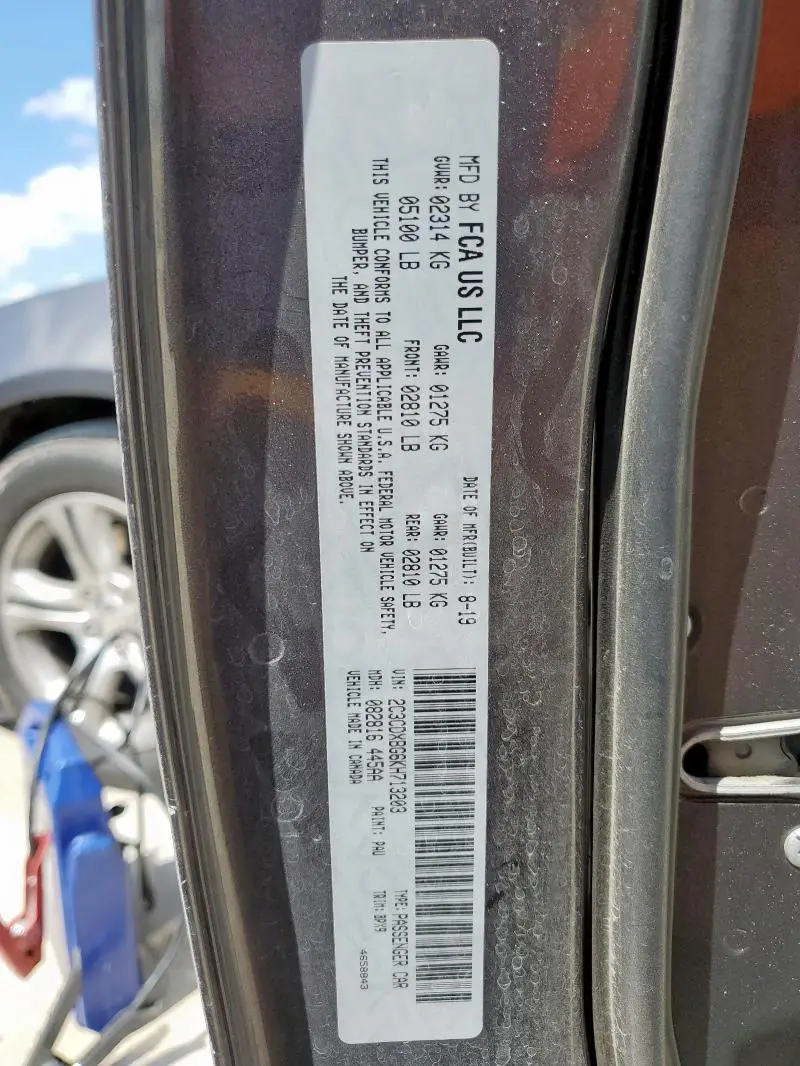 MFD BY FCA US LLC
DATE OF MFR(BUILT): 8-19
GVWR: 02314 KG
GAWR: 01275 KG
GAWR: 01275 KG
05100 LB
FRONT: 02810 LB
REAR: 02810 LB
THIS VEHICLE CONFORMS TO ALL APPLICABLE U.S.A. FEDERAL MOTOR VEHICLE SAFETY,
BUMPER, AND THEFT PREVENTION STANDARDS IN EFFECT ON
THE DATE OF MANUFACTURE SHOWN ABOVE.
VIN: 2C3CDXBG8KH713203
TYPE: PASSENGER CAR
MDH: 082816 445AA
PAINT: PAU
TRIM: BPX9
VEHICLE MADE IN CANADA
4658843